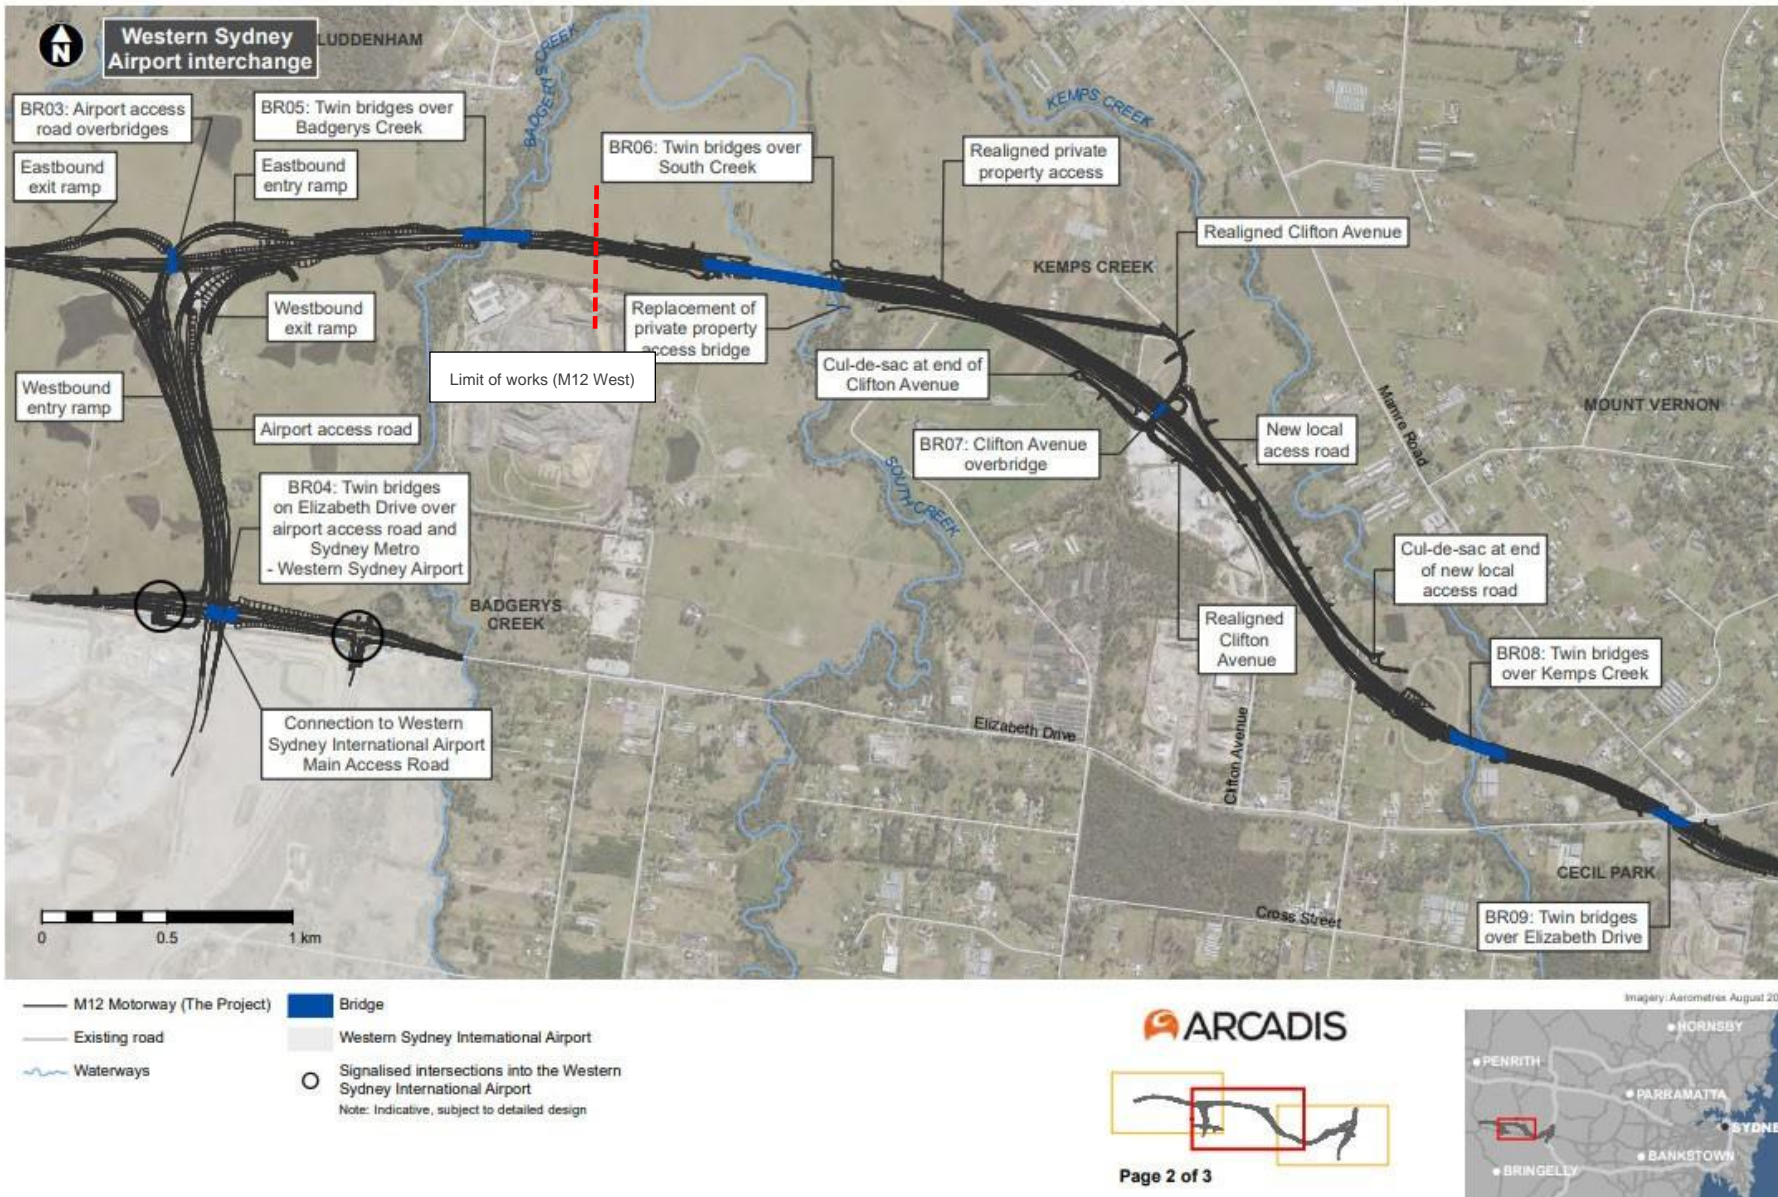 N
Western Sydney
Airport interchange
LUDDENHAM
BADGERYS CREEK
KEMPS CREEK
BR03: Airport access
road overbridges
BR05: Twin bridges over
Badgerys Creek
Eastbound
exit ramp
Eastbound
entry ramp
BR06: Twin bridges over
South Creek
Realigned private
property access
Realigned Clifton Avenue
KEMPS CREEK
Westbound
exit ramp
Replacement of
private property
access bridge
Limit of works (M12 West)
Cul-de-sac at end of
Clifton Avenue
Westbound
entry ramp
Airport access road
BR07: Clifton Avenue
overbridge
New local
acess road
Mamre Road
MOUNT VERNON
SOUTH CREEK
BR04: Twin bridges
on Elizabeth Drive over
airport access road and
Sydney Metro
- Western Sydney Airport
BADGERYS
CREEK
Cul-de-sac at end
of new local
access road
Realigned
Clifton
Avenue
BR08: Twin bridges
over Kemps Creek
Connection to Western
Sydney International Airport
Main Access Road
Elizabeth Drive
Clifton Avenue
CECIL PARK
Cross Street
BR09: Twin bridges
over Elizabeth Drive
0 0.5 1 km
Imagery: Aerometrex August 20
M12 Motorway (The Project)
Existing road
Waterways
Bridge
Western Sydney International Airport
Signalised intersections into the Western
Sydney International Airport
Note: Indicative, subject to detailed design
ARCADIS
Page 2 of 3
HORNSBY
PENRITH
PARRAMATTA
SYDNE
BANKSTOWN
BRINGELLY